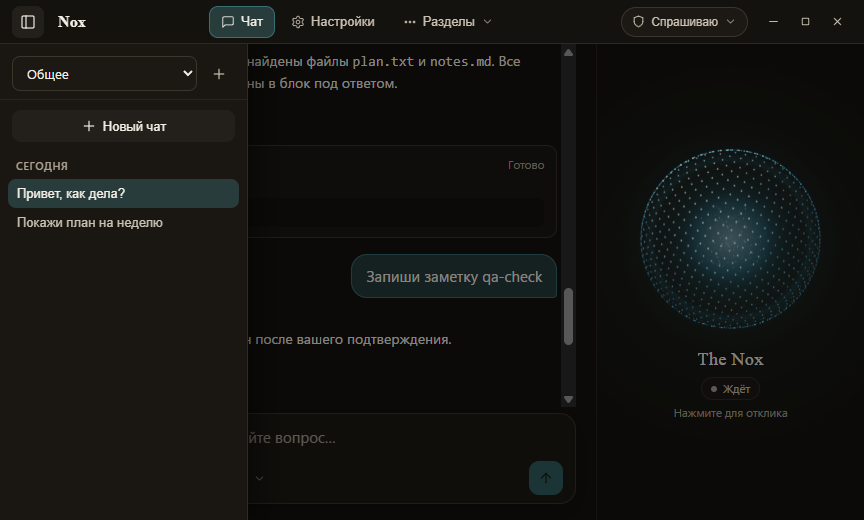 Nox
Чат
Настройки
Разделы
Спрашиваю
Общее
Новый чат
СЕГОДНЯ
Привет, как дела?
Покажи план на неделю
найдены файлы plan.txt и notes.md. Все
ны в блок под ответом.
Готово
Запиши заметку qa-check
после вашего подтверждения.
йте вопрос...
The Nox
Ждёт
Нажмите для отклика